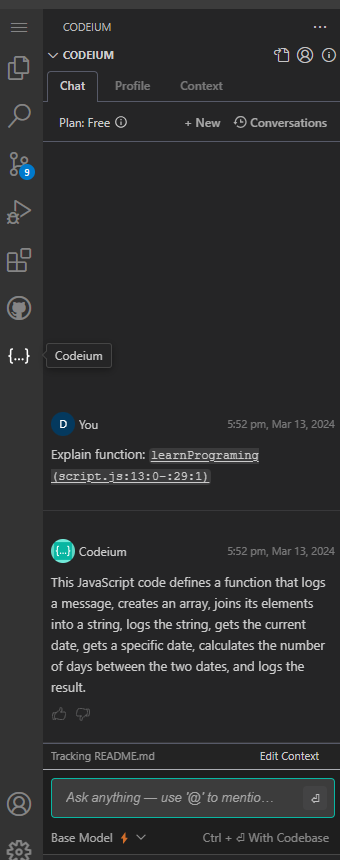 CODEIUM
CODEIUM
Chat Profile Context
Plan: Free + New Conversations
9
{...} Codeium
D You 5:52 pm, Mar 13, 2024
Explain function: learnPrograming
(script.js:13:0-:29:1)
{...} Codeium 5:52 pm, Mar 13, 2024
This JavaScript code defines a function that logs
a message, creates an array, joins its elements
into a string, logs the string, gets the current
date, gets a specific date, calculates the number
of days between the two dates, and logs the
result.
Tracking README.md Edit Context
Ask anything — use '@' to mentio…
Base Model Ctrl + ⏎ With Codebase